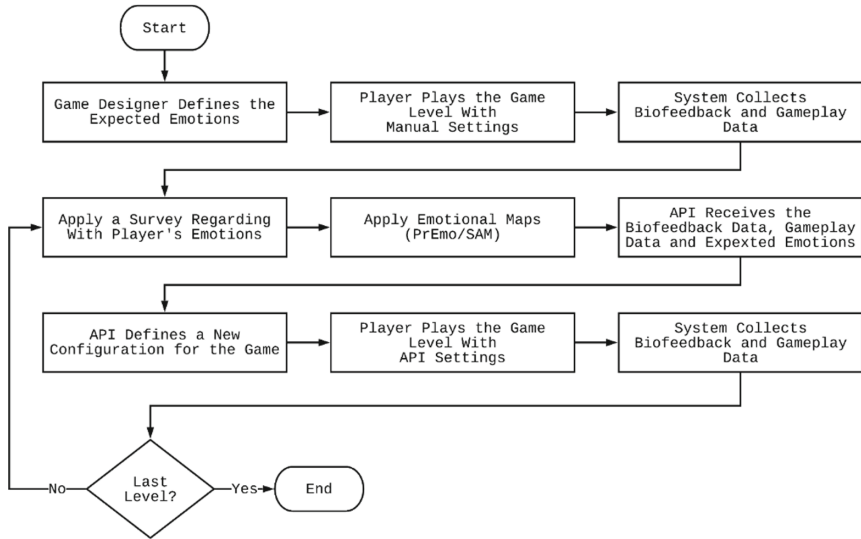 Start
Game Designer Defines the
Expected Emotions
Player Plays the Game
Level With
Manual Settings
System Collects
Biofeedback and Gameplay
Data
Apply a Survey Regarding
With Player's Emotions
Apply Emotional Maps
(PrEmo/SAM)
API Receives the
Biofeedback Data, Gameplay
Data and Expexted Emotions
API Defines a New
Configuration for the Game
Player Plays the Game
Level With
API Settings
System Collects
Biofeedback and Gameplay
Data
No
Last
Level?
Yes
End